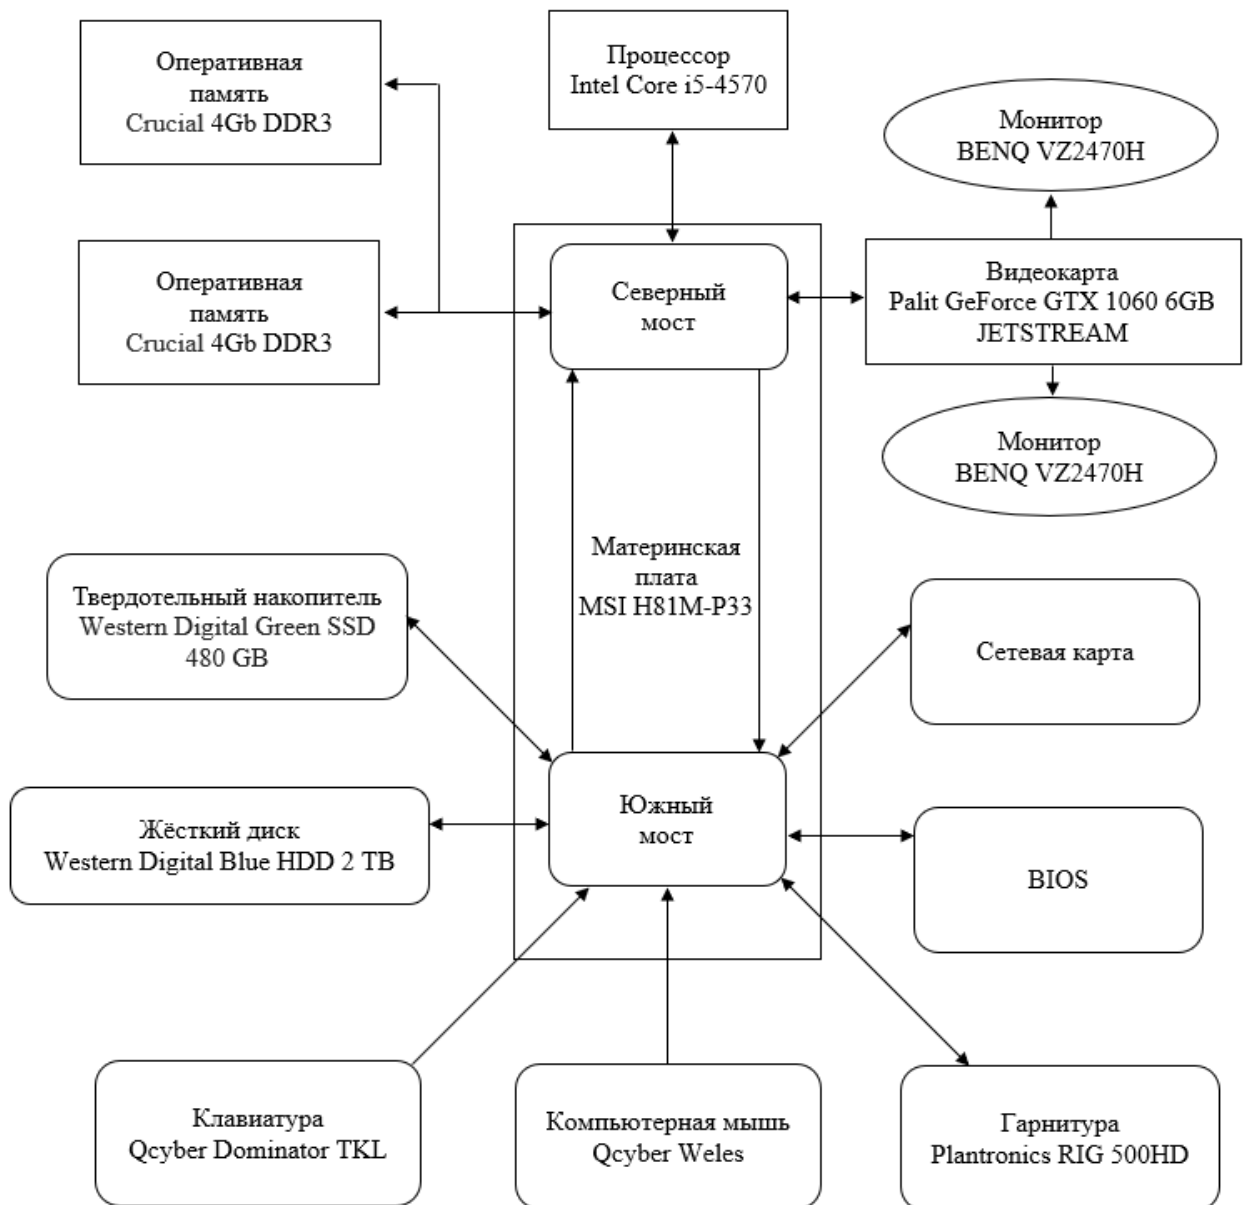 Оперативная
память
Crucial 4Gb DDR3
Процессор
Intel Core i5-4570
Монитор
BENQ VZ2470H
Оперативная
память
Crucial 4Gb DDR3
Северный
мост
Видеокарта
Palit GeForce GTX 1060 6GB
JETSTREAM
Монитор
BENQ VZ2470H
Материнская
плата
MSI H81M-P33
Твердотельный накопитель
Western Digital Green SSD
480 GB
Сетевая карта
Жёсткий диск
Western Digital Blue HDD 2 TB
Южный
мост
BIOS
Клавиатура
Qcyber Dominator TKL
Компьютерная мышь
Qcyber Weles
Гарнитура
Plantronics RIG 500HD